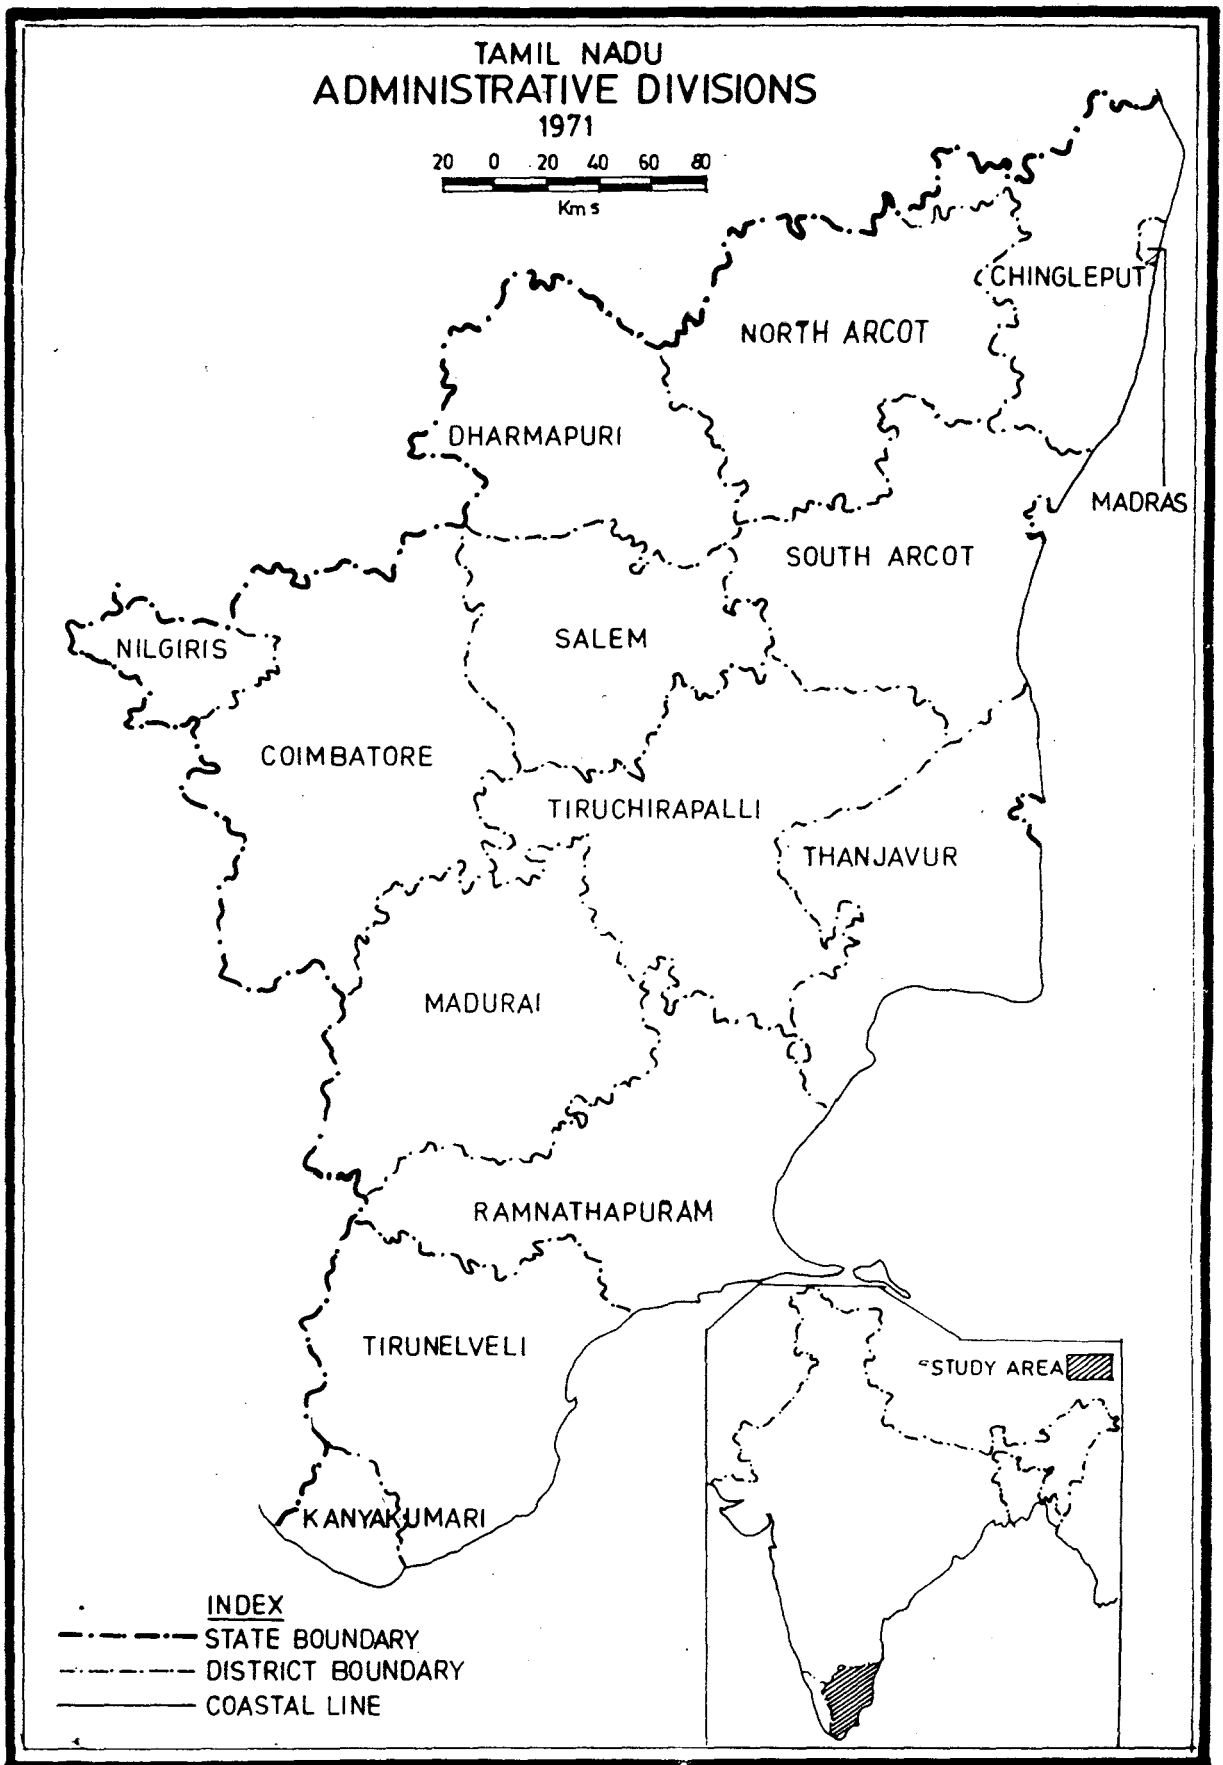 TAMIL NADU
ADMINISTRATIVE DIVISIONS
1971
20 0 20 40 60 80
Kms
CHINGLEPUT
NORTH ARCOT
DHARMAPURI
MADRAS
SOUTH ARCOT
SALEM
NILGIRIS
COIMBATORE
TIRUCHIRAPALLI
THANJAVUR
MADURAI
RAMNATHAPURAM
TIRUNELVELI
STUDY AREA
KANYAKUMARI
INDEX
STATE BOUNDARY
DISTRICT BOUNDARY
COASTAL LINE